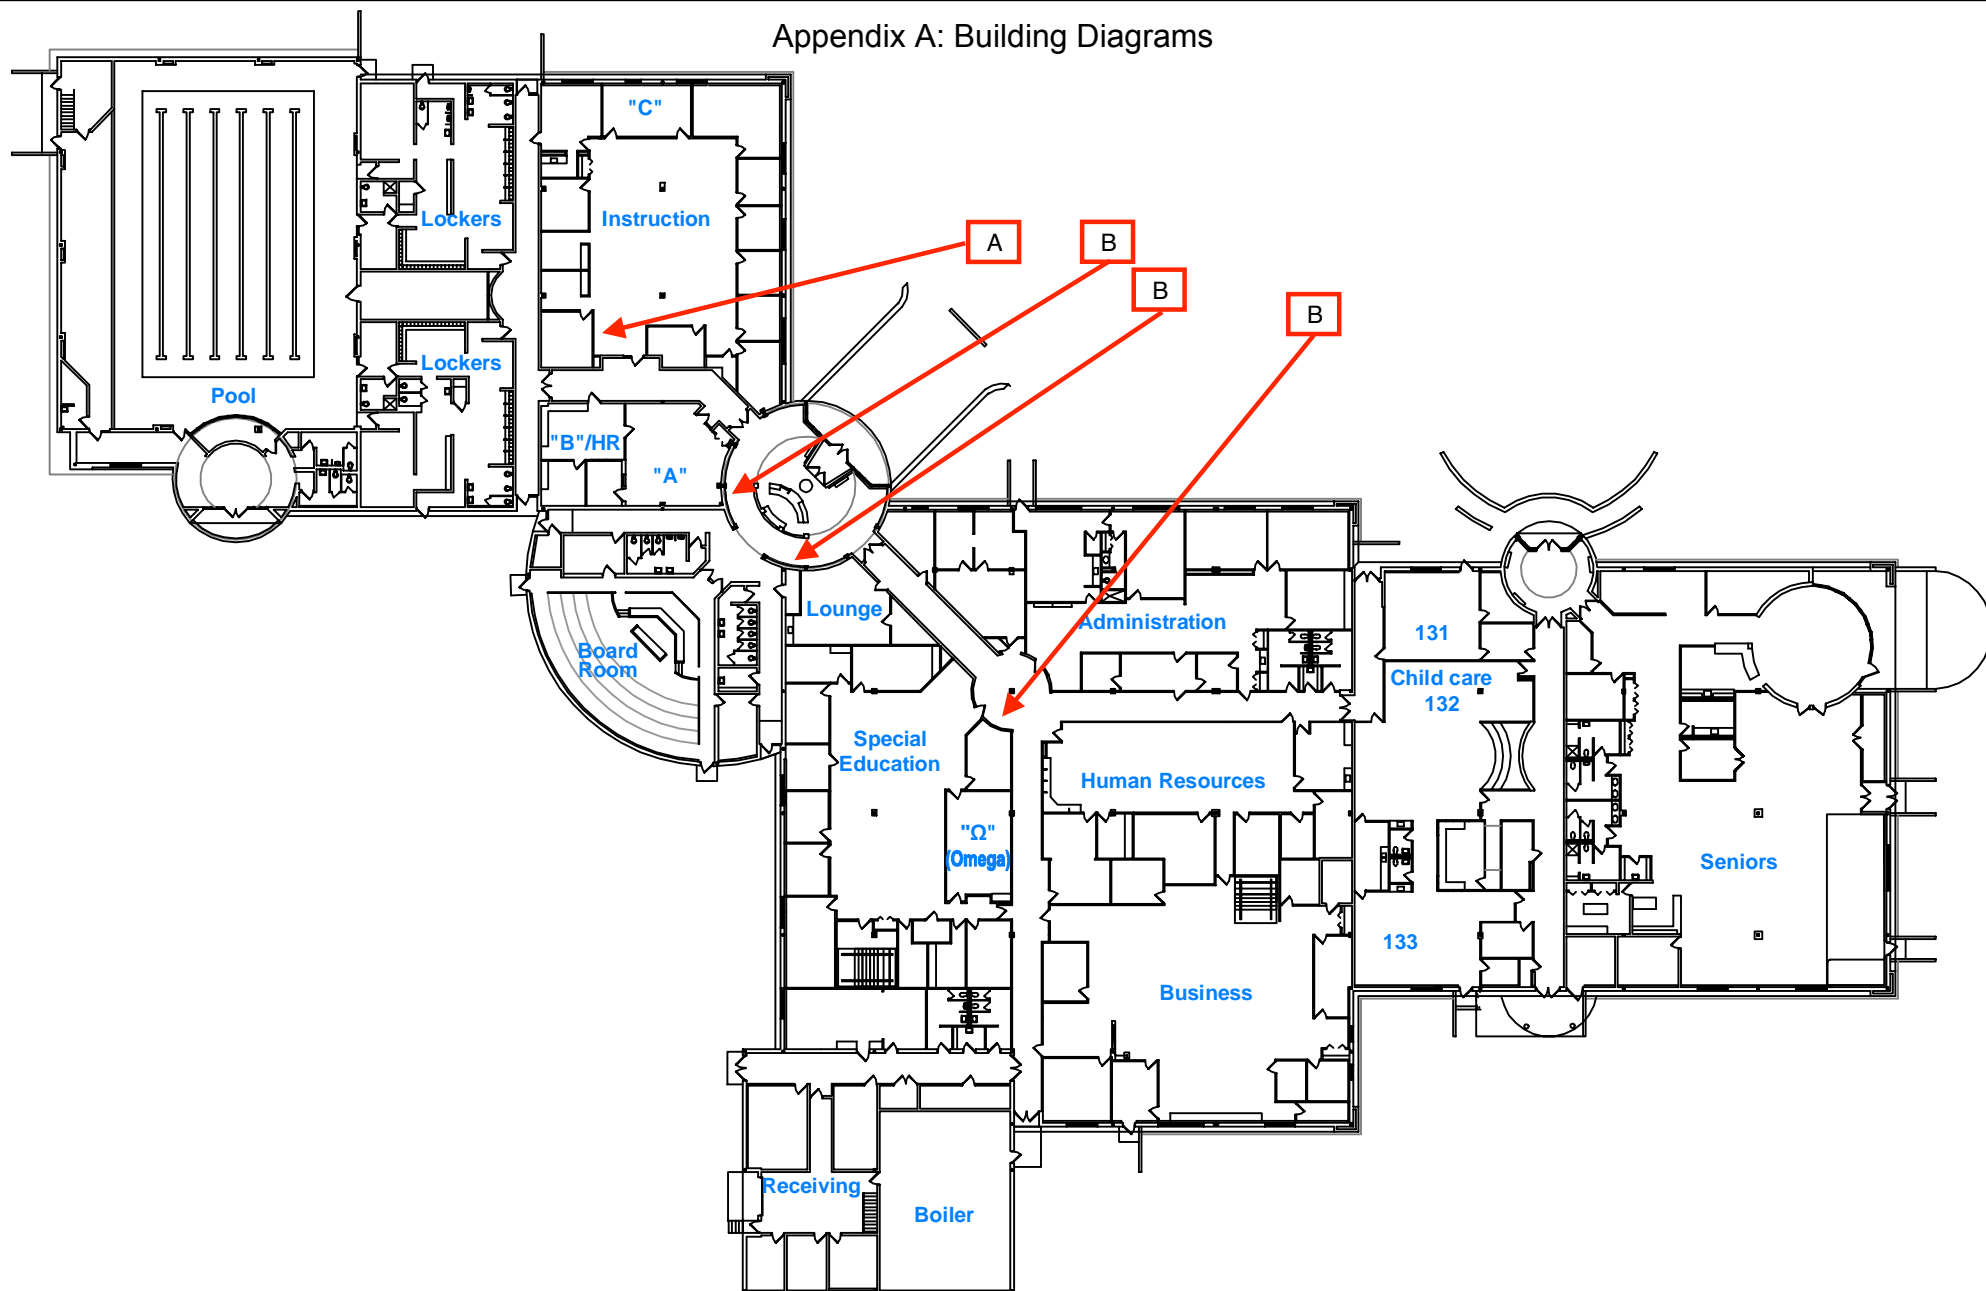 Appendix A: Building Diagrams
"C"
Lockers
Instruction
A
B
B
B
Lockers
Pool
"B"/HR
"A"
Lounge
Administration
131
Board
Room
Child care
132
Special
Education
Human Resources
"Ω"
(Omega)
Seniors
133
Business
Receiving
Boiler